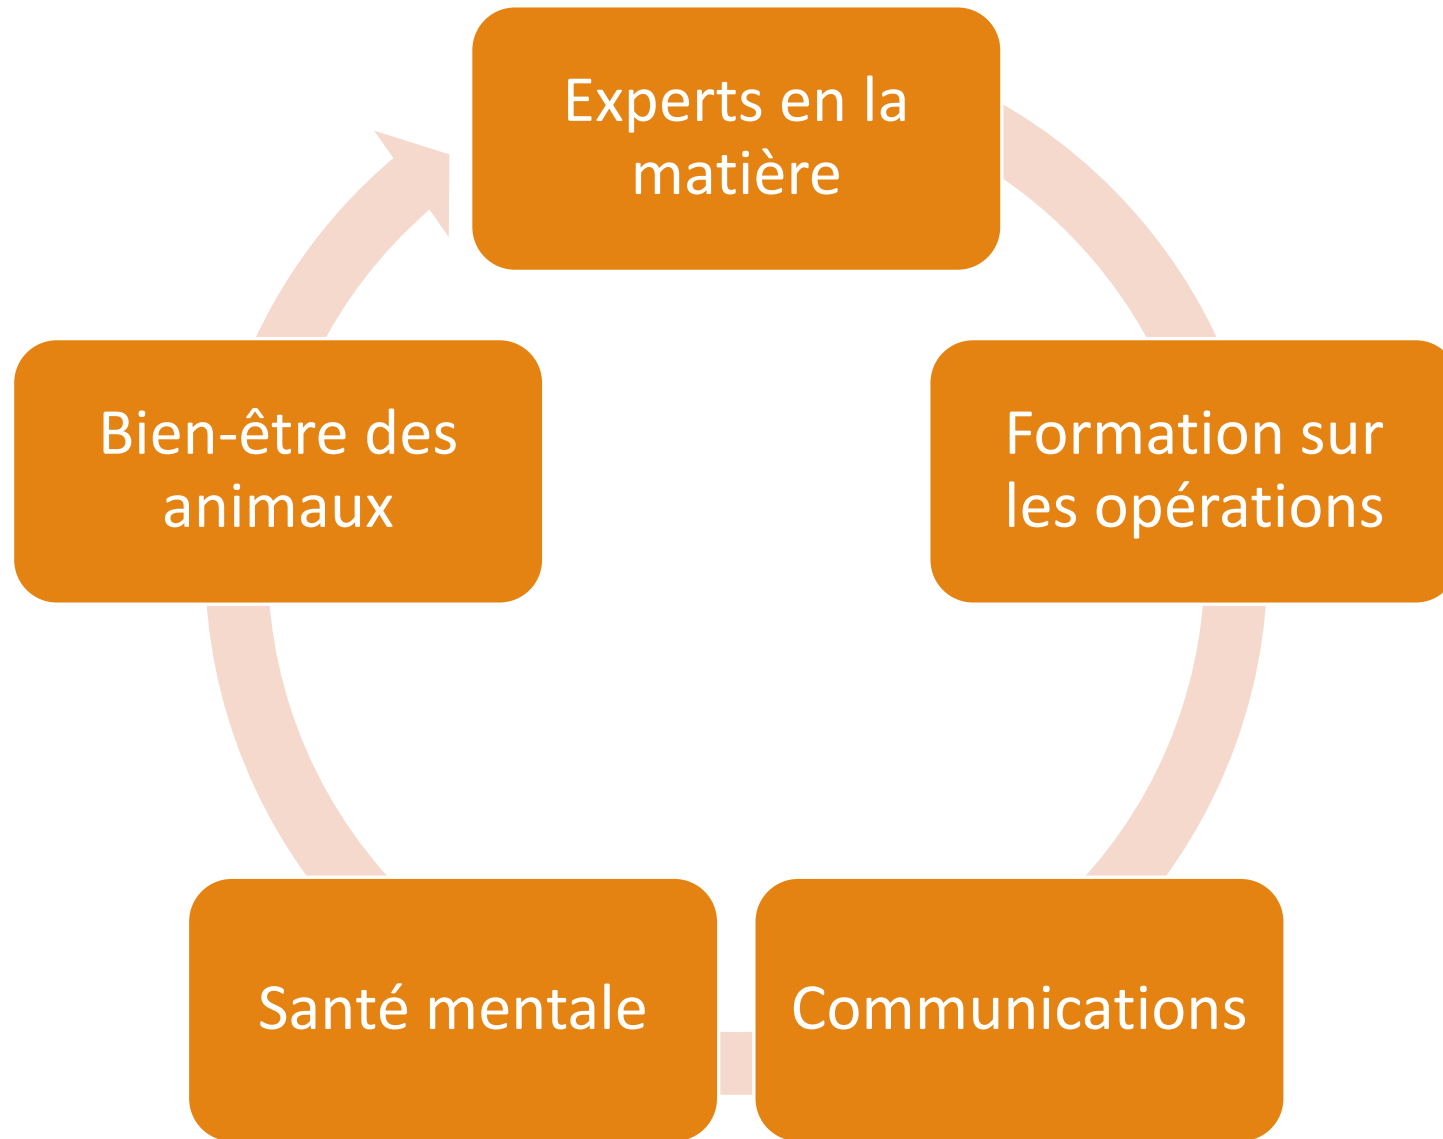 Experts en la
matière
Formation sur
les opérations
Communications
Santé mentale
Bien-être des
animaux